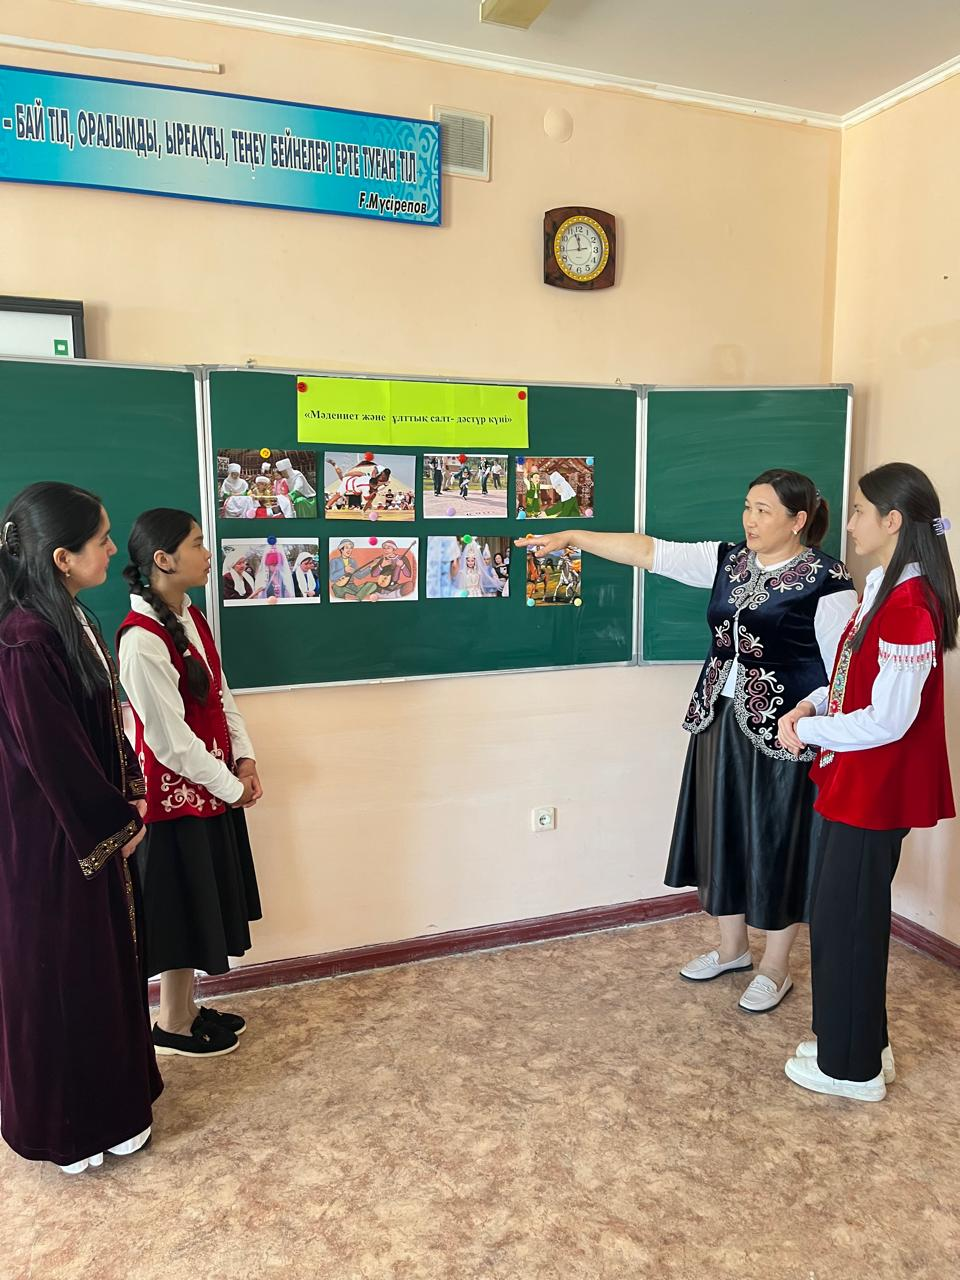 - БАЙ ТІЛ, ОРАЛЫМДЫ, ЫРҒАҚТЫ, ТЕҢЕУ БЕЙНЕЛЕРІ ЕРТЕ ТУҒАН ТІЛ
Ғ.Мүсірепов
«Мәдениет және ұлттық салт- дәстүр күні»